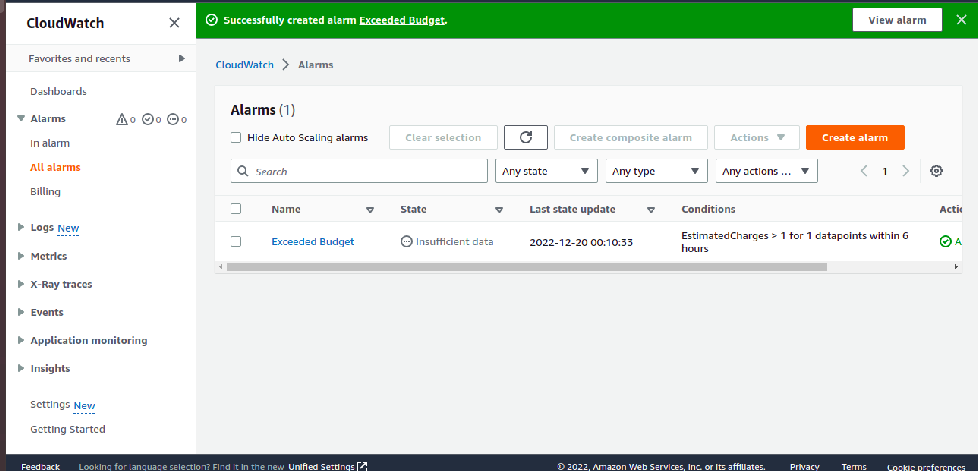 CloudWatch
Successfully created alarm Exceeded Budget.
View alarm
Favorites and recents
Dashboards
Alarms 0 0 0
In alarm
All alarms
Billing
Logs New
Metrics
X-Ray traces
Events
Application monitoring
Insights
Settings New
Getting Started
CloudWatch Alarms
Alarms (1)
Hide Auto Scaling alarms Clear selection Create composite alarm Actions Create alarm
Search Any state Any type Any actions ... 1
Name State Last state update Conditions Actic
Exceeded Budget Insufficient data 2022-12-20 00:10:33 EstimatedCharges > 1 for 1 datapoints within 6
hours
A
Feedback Looking for language selection? Find it in the new Unified Settings © 2022, Amazon Web Services, Inc. or its affiliates. Privacy Terms Cookie preferences